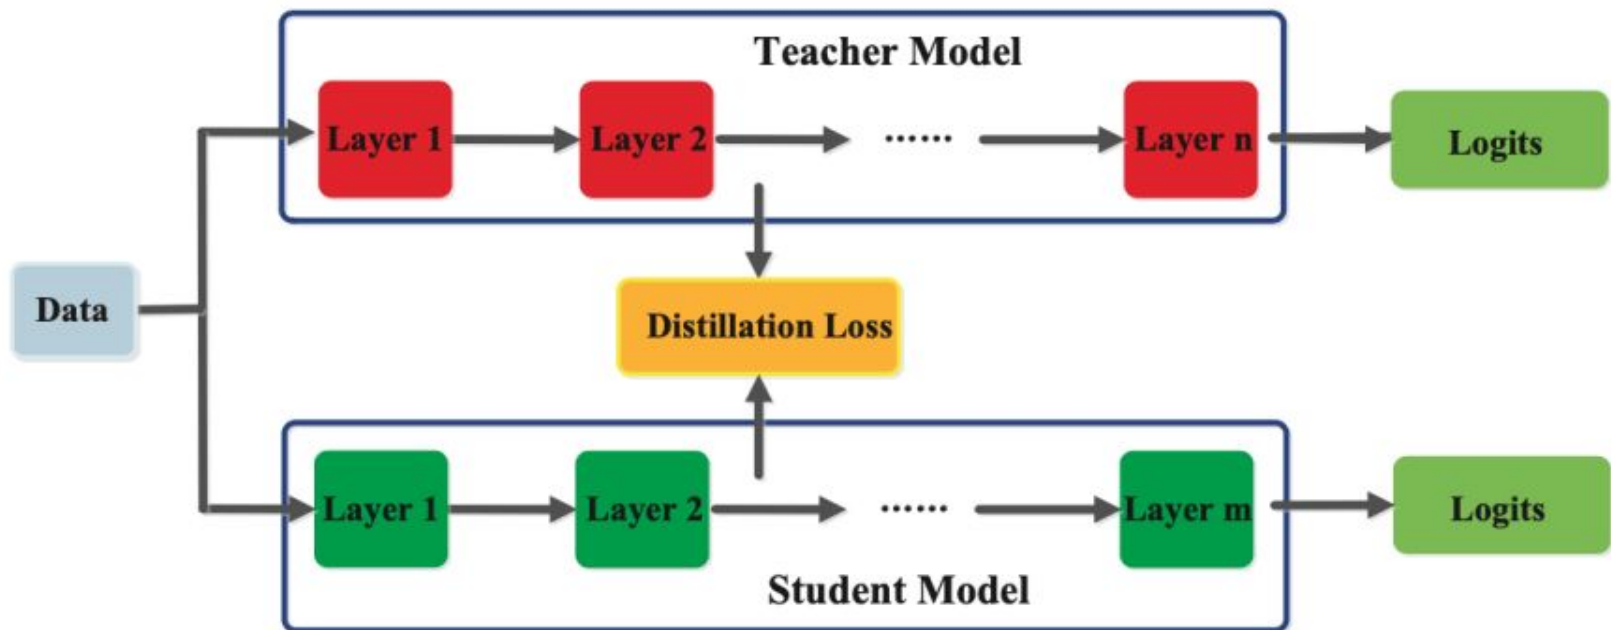 Teacher Model
Layer 1
Layer 2
......
Layer n
Logits
Data
Distillation Loss
Layer 1
Layer 2
......
Layer m
Logits
Student Model